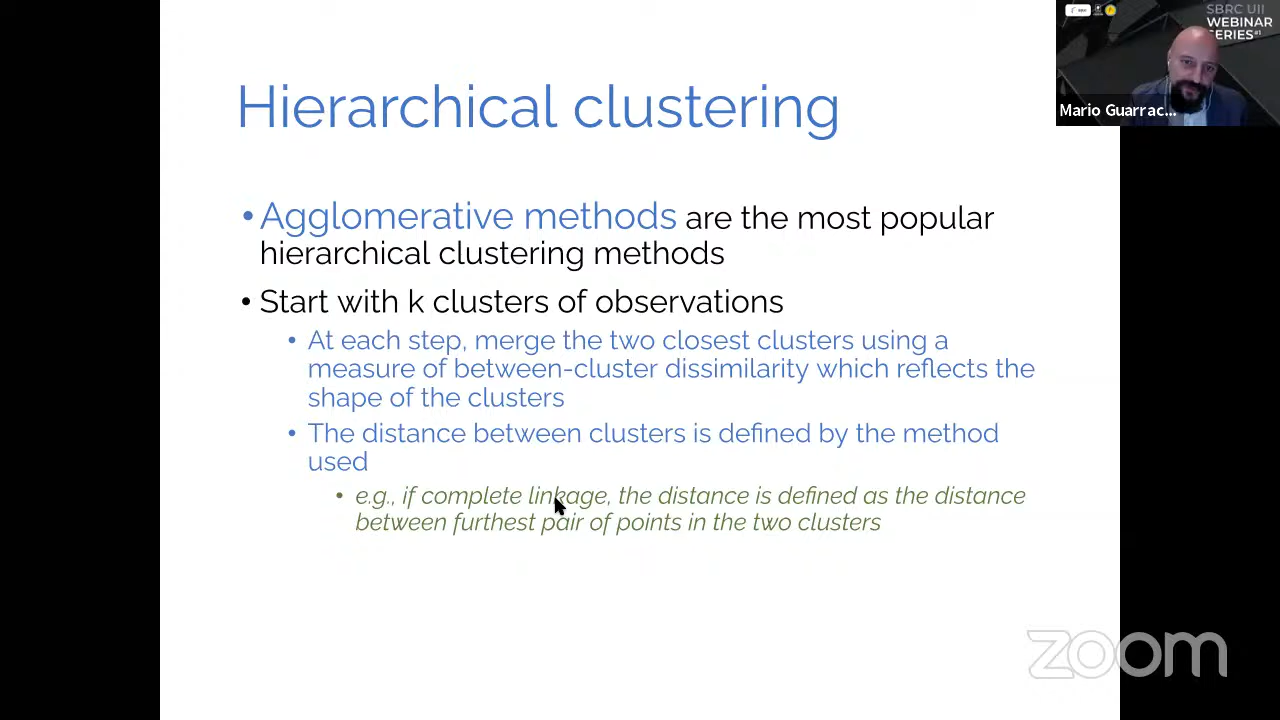 SBRC UII
WEBINAR
SERIES#1
Mario Guarrac...
Hierarchical clustering
•Agglomerative methods are the most popular
hierarchical clustering methods
• Start with k clusters of observations
• At each step, merge the two closest clusters using a
measure of between-cluster dissimilarity which reflects the
shape of the clusters
• The distance between clusters is defined by the method
used
• e.g., if complete linkage, the distance is defined as the distance
between furthest pair of points in the two clusters
zoom